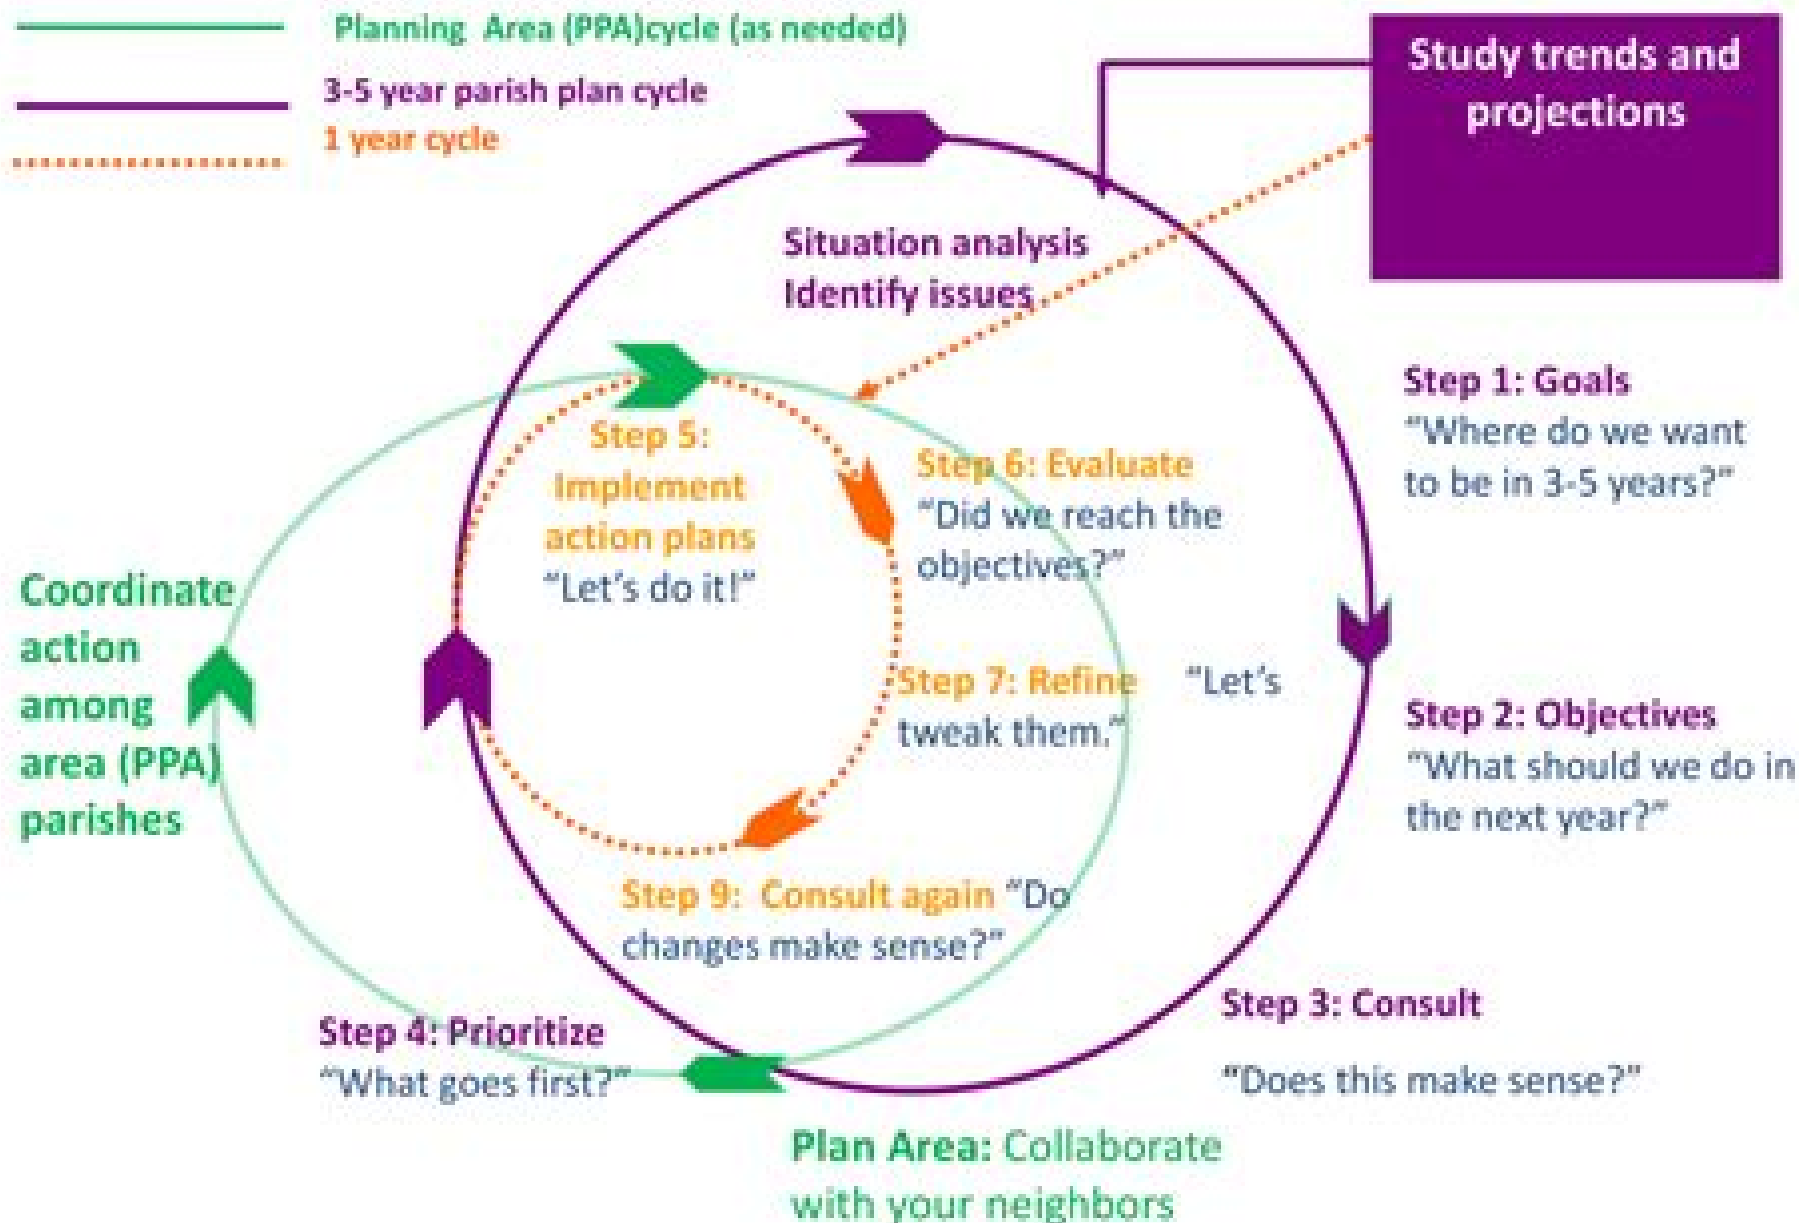 Planning Area (PPA)cycle (as needed)
3-5 year parish plan cycle
1 year cycle
Study trends and
projections
Situation analysis
Identify issues
Step 1: Goals
“Where do we want
to be in 3-5 years?”
Step 2: Objectives
“What should we do in
the next year?”
Step 3: Consult
“Does this make sense?”
Step 4: Prioritize
“What goes first?”
Step 5:
Implement
action plans
“Let’s do it!”
Step 6: Evaluate
“Did we reach the
objectives?”
Step 7: Refine “Let’s
tweak them.”
Step 9: Consult again “Do
changes make sense?”
Coordinate
action
among
area (PPA)
parishes
Plan Area: Collaborate
with your neighbors